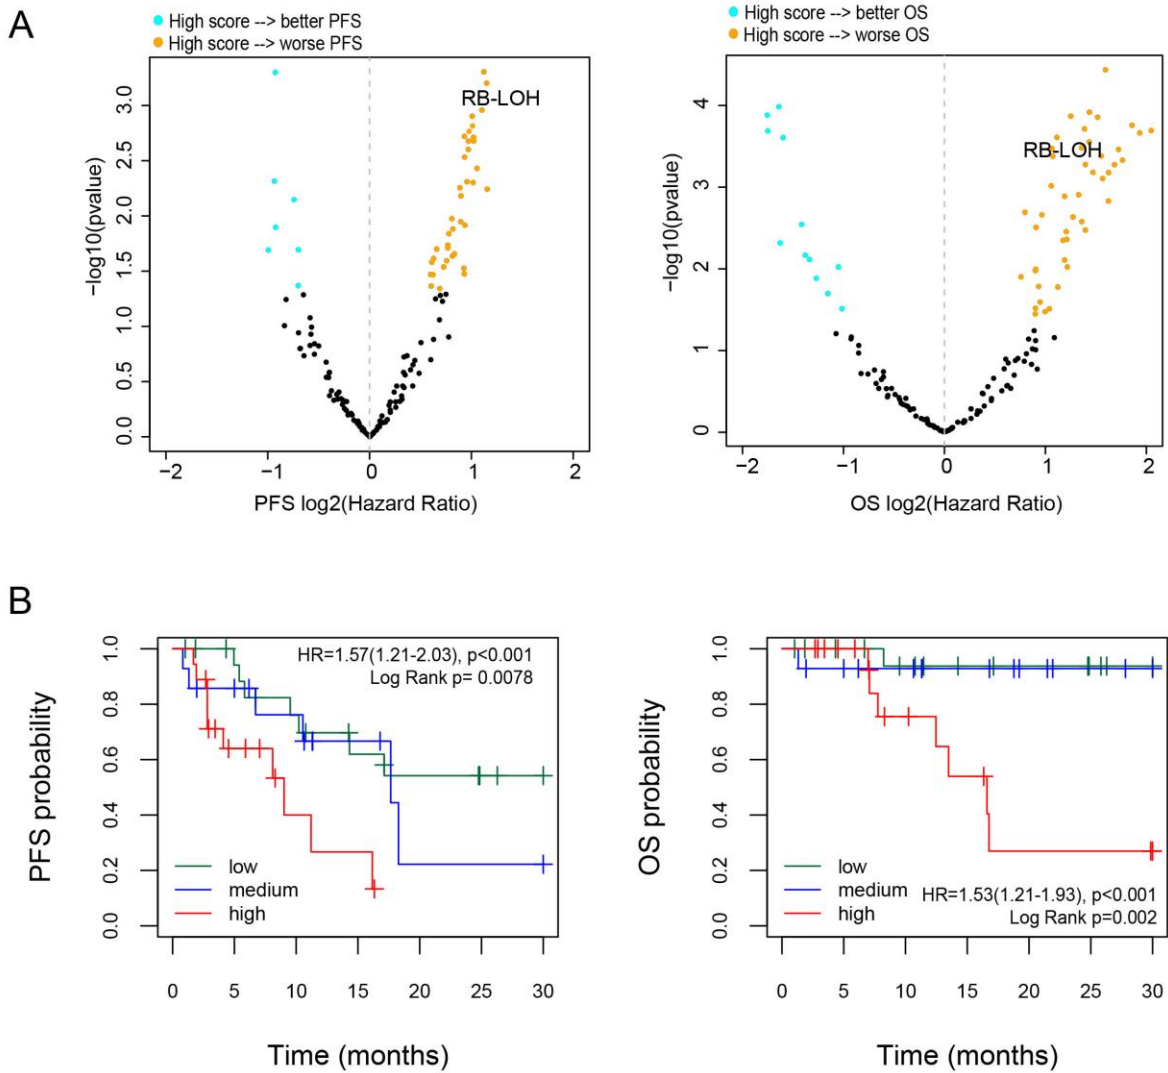 A
High score --> better PFS
High score --> worse PFS
RB-LOH
3.0
2.5
2.0
1.5
1.0
0.5
0.0
−log10(pvalue)
−2 −1 0 1 2
PFS log2(Hazard Ratio)
High score --> better OS
High score --> worse OS
RB-LOH
4
3
2
1
0
−log10(pvalue)
−2 −1 0 1 2
OS log2(Hazard Ratio)
B
HR=1.57(1.21-2.03), p<0.001
Log Rank p= 0.0078
1.0
0.8
0.6
0.4
0.2
0.0
PFS probability
low
medium
high
0 5 10 15 20 25 30
Time (months)
1.0
0.8
0.6
0.4
0.2
0.0
OS probability
low
medium
high
HR=1.53(1.21-1.93), p<0.001
Log Rank p=0.002
0 5 10 15 20 25 30
Time (months)